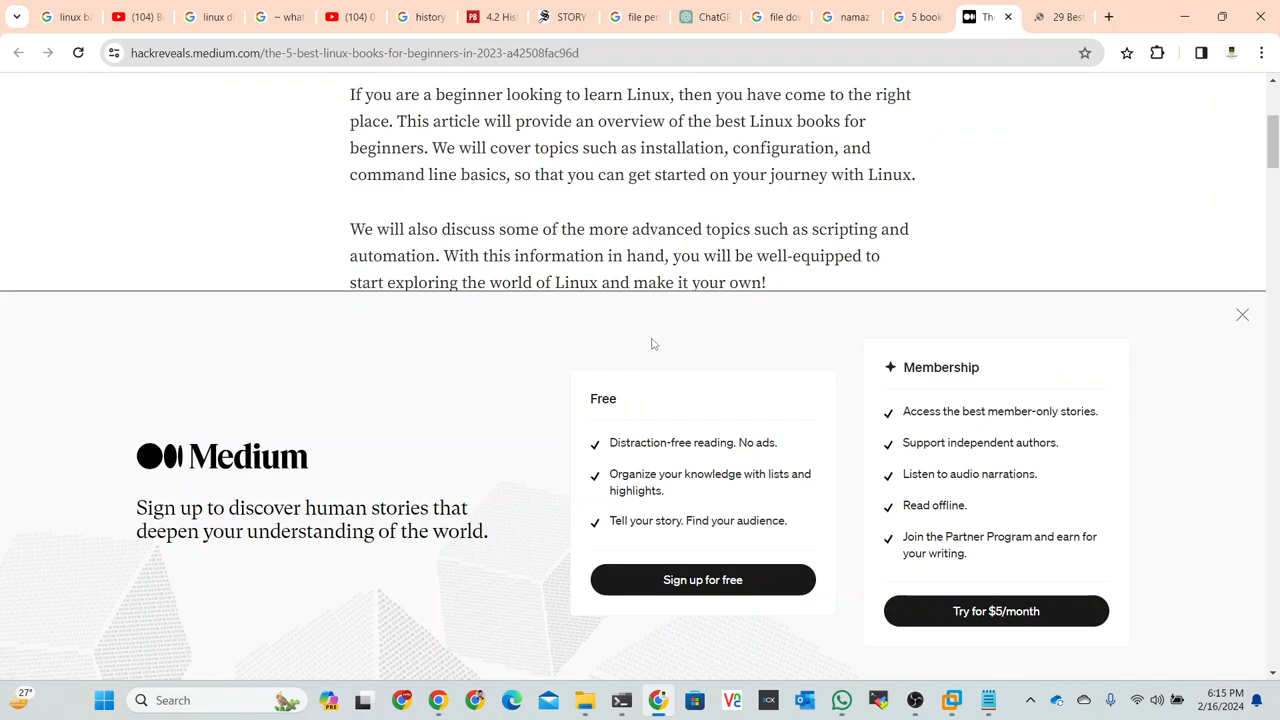 linux ba
(104) B
linux di
what
(104) O
history
4.2 His
STORY
file per
ChatGF
file dow
namaz
5 book
Th
29 Best
hackreveals.medium.com/the-5-best-linux-books-for-beginners-in-2023-c42508fac96d
If you are a beginner looking to learn Linux, then you have come to the right
place. This article will provide an overview of the best Linux books for
beginners. We will cover topics such as installation, configuration, and
command line basics, so that you can get started on your journey with Linux.
We will also discuss some of the more advanced topics such as scripting and
automation. With this information in hand, you will be well-equipped to
start exploring the world of Linux and make it your own!
Medium
Sign up to discover human stories that
deepen your understanding of the world.
Free
Distraction-free reading. No ads.
Organize your knowledge with lists and
highlights.
Tell your story. Find your audience.
Sign up for free
Membership
Access the best member-only stories.
Support independent authors.
Listen to audio narrations.
Read offline.
Join the Partner Program and earn for
your writing.
Try for $5/month
27°
Search
6:15 PM
2/16/2024